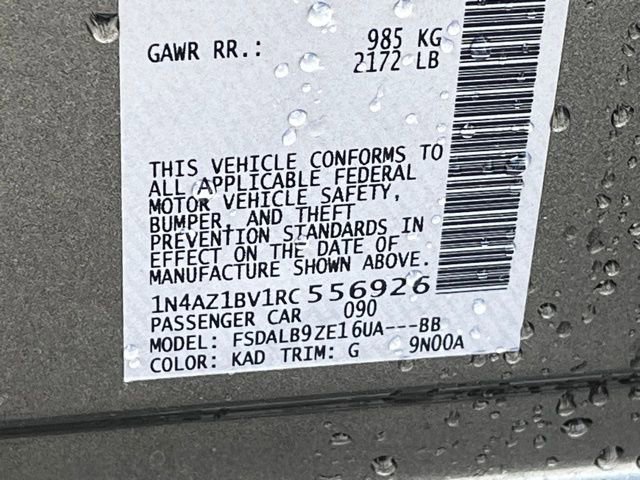 GAWR RR.: 985 KG
2172 LB
THIS VEHICLE CONFORMS TO
ALL APPLICABLE FEDERAL
MOTOR VEHICLE SAFETY,
BUMPER, AND THEFT
PREVENTION STANDARDS IN
EFFECT ON THE DATE OF
MANUFACTURE SHOWN ABOVE.
1N4AZ1BV1RC556926
PASSENGER CAR 090
MODEL: FSDALB9ZE16UA---BB
COLOR: KAD TRIM: G 9N00A